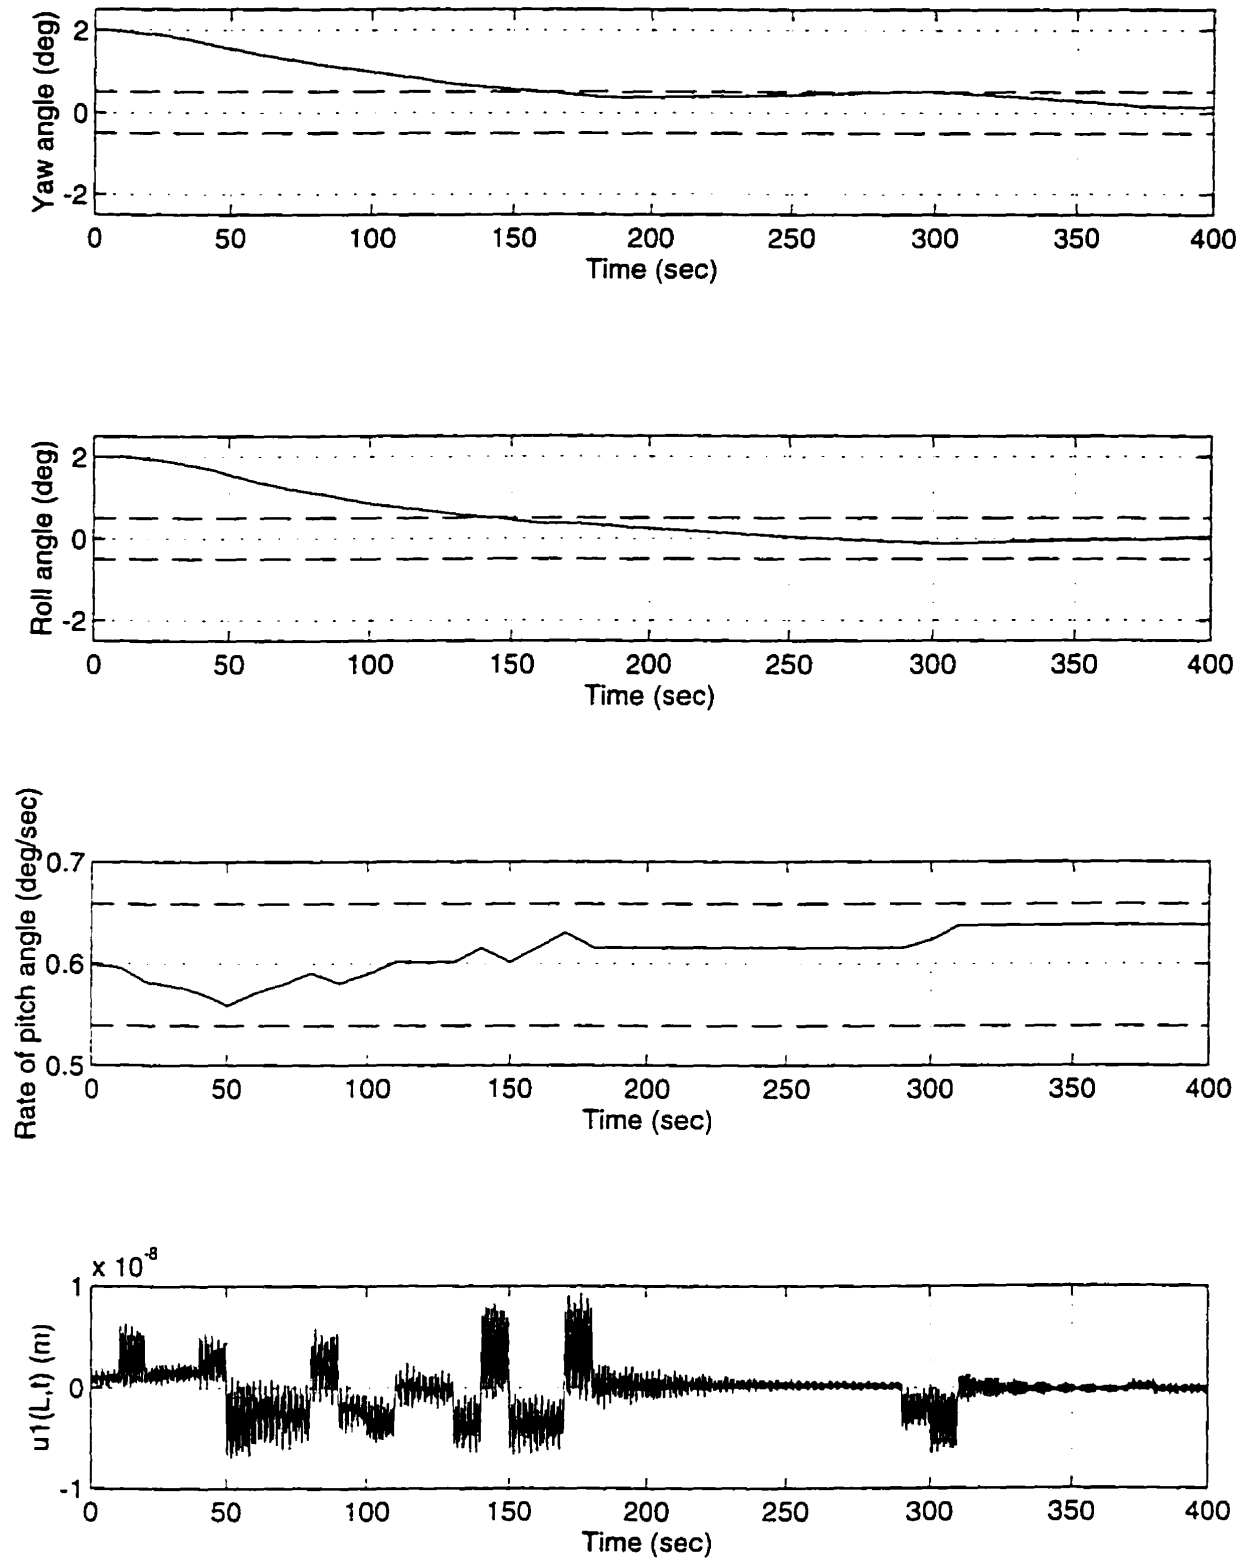 Yaw angle (deg)
2
0
-2
0 50 100 150 200 250 300 350 400
Time (sec)
Roll angle (deg)
2
0
-2
0 50 100 150 200 250 300 350 400
Time (sec)
Rate of pitch angle (deg/sec)
0.7
0.6
0.5
0 50 100 150 200 250 300 350 400
Time (sec)
x 10^-8
u1(L,t) (m)
1
0
-1
0 50 100 150 200 250 300 350 400
Time (sec)